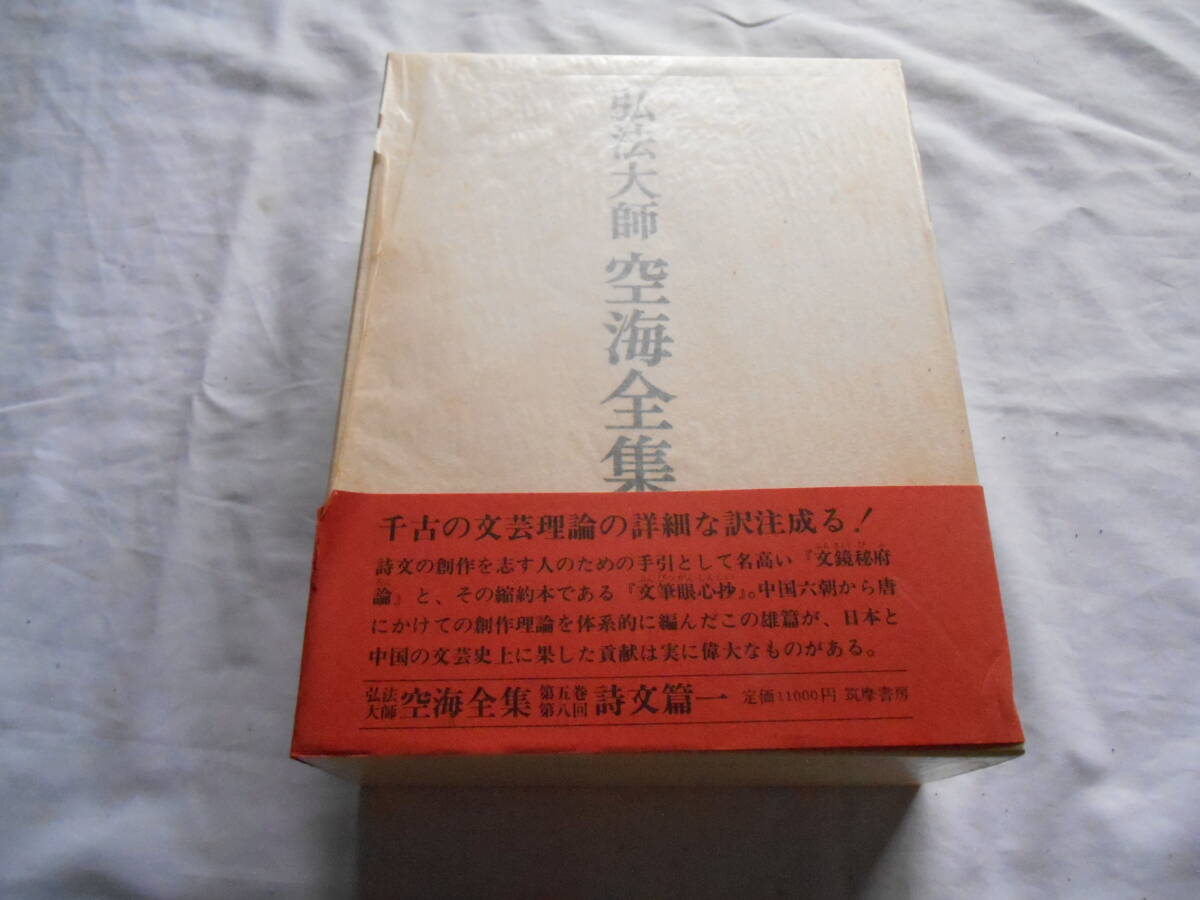 弘法大師 空海全集
千古の文芸理論の詳細な訳注成る!
詩文の創作を志す人のための手引として名高い『文鏡秘府
論』と、その縮約本である『文筆眼心抄』。中国六朝から唐
にかけての創作理論を体系的に編んだこの雄篇が、日本と
中国の文芸史上に果した貢献は実に偉大なものがある。
弘法大師 空海全集 第五巻 第八回 詩文篇一 定価11000円 筑摩書房